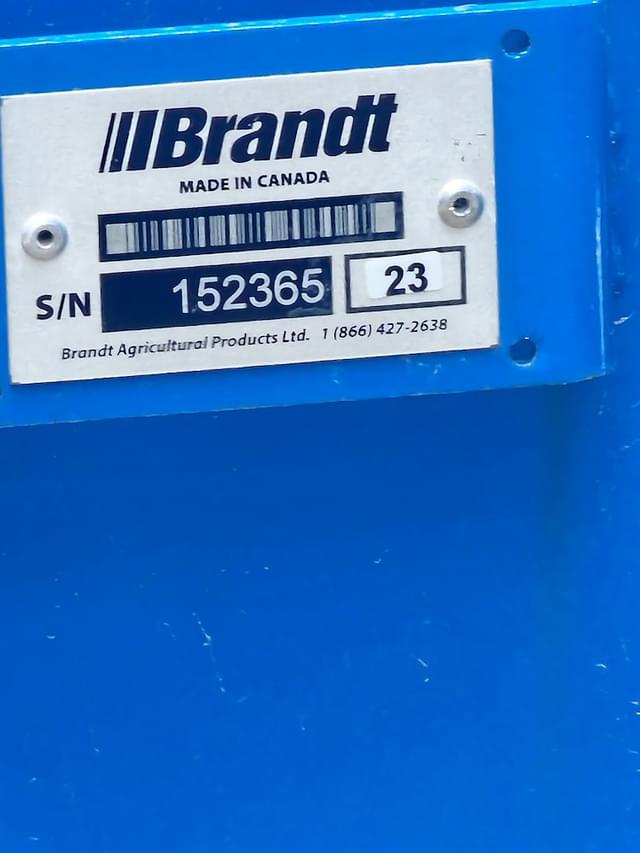 Brandt
MADE IN CANADA
S/N 152365 23
Brandt Agricultural Products Ltd. 1 (866) 427-2638